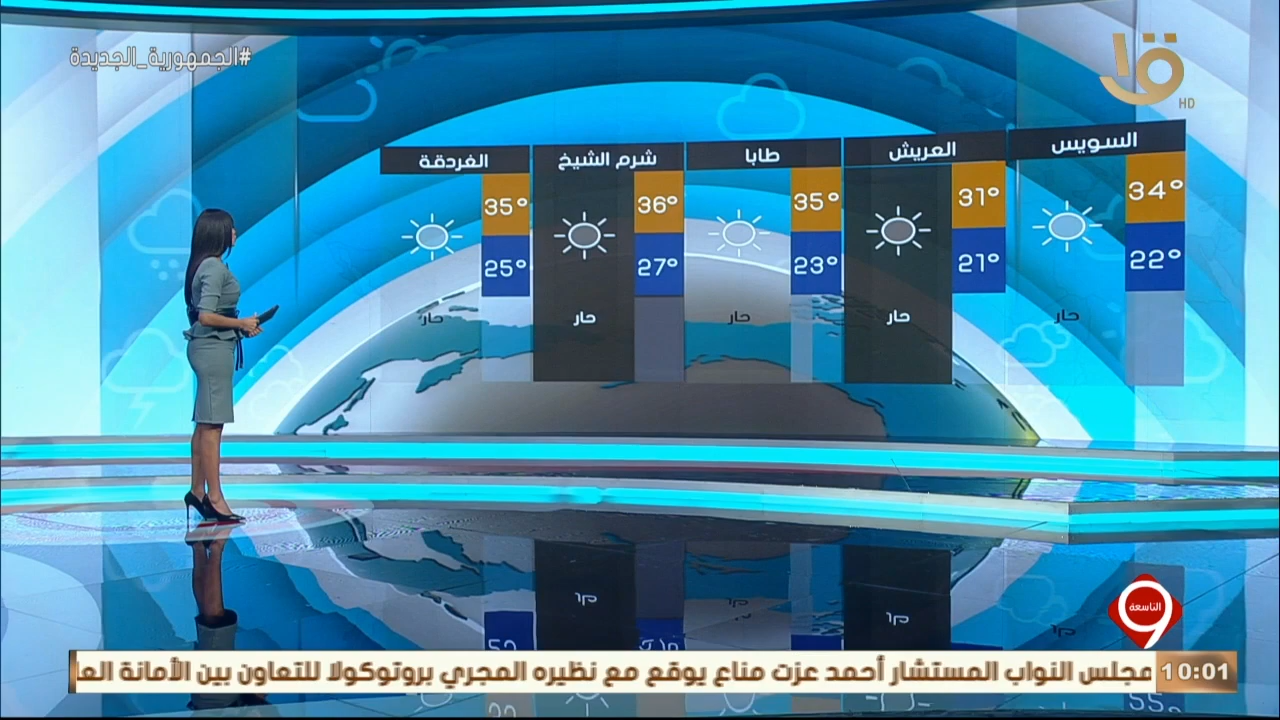 #الجمهورية_الجديدة
HD
السويس
34°
22°
حار
العريش
31°
21°
حار
طابا
35°
23°
حار
شرم الشيخ
36°
27°
حار
الغردقة
35°
25°
حار
التاسعة
9
10:01
مجلس النواب المستشار أحمد عزت مناع يوقع مع نظيره المجري بروتوكولا للتعاون بين الأمانة العا